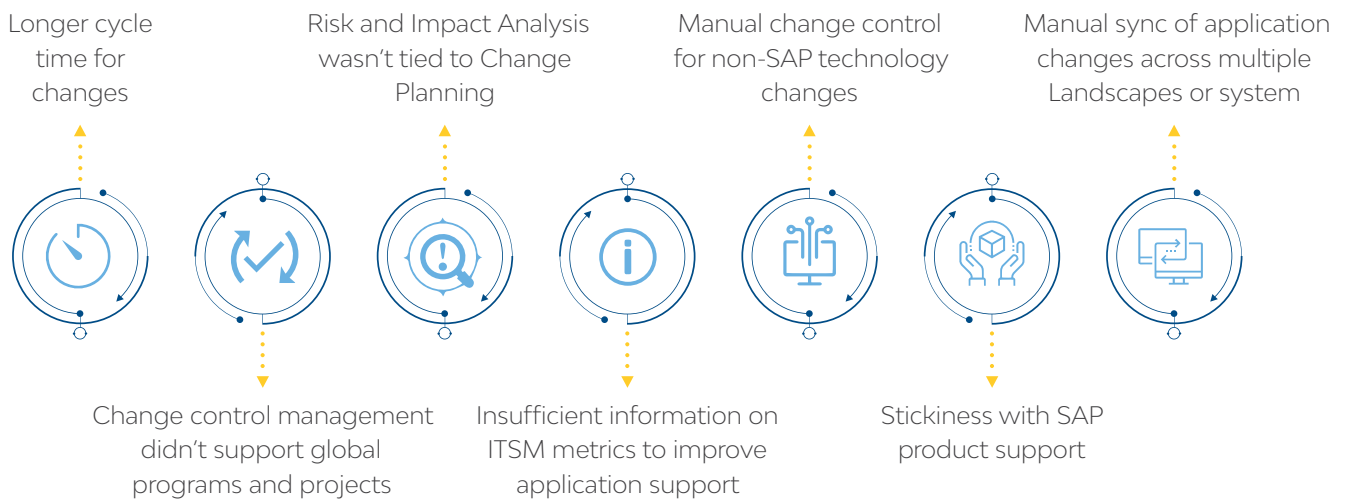 Longer cycle
time for
changes
Risk and Impact Analysis
wasn't tied to Change
Planning
Manual change control
for non-SAP technology
changes
Manual sync of application
changes across multiple
Landscapes or system
Change control management
didn't support global
programs and projects
Insufficient information on
ITSM metrics to improve
application support
Stickiness with SAP
product support